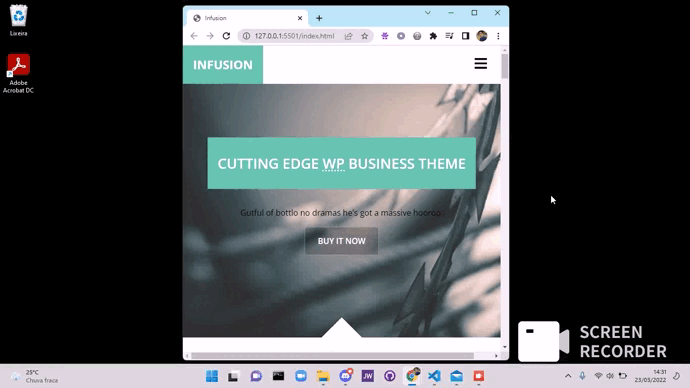 Lixeira
Adobe
Acrobat DC
Infusion
127.0.0.1:5501/index.html
INFUSION
CUTTING EDGE WP BUSINESS THEME
Gutful of bottlo no dramas he's got a massive hooroo.
BUY IT NOW
SCREEN
RECORDER
25°C
Chuva fraca
JW
14:31
23/03/2022